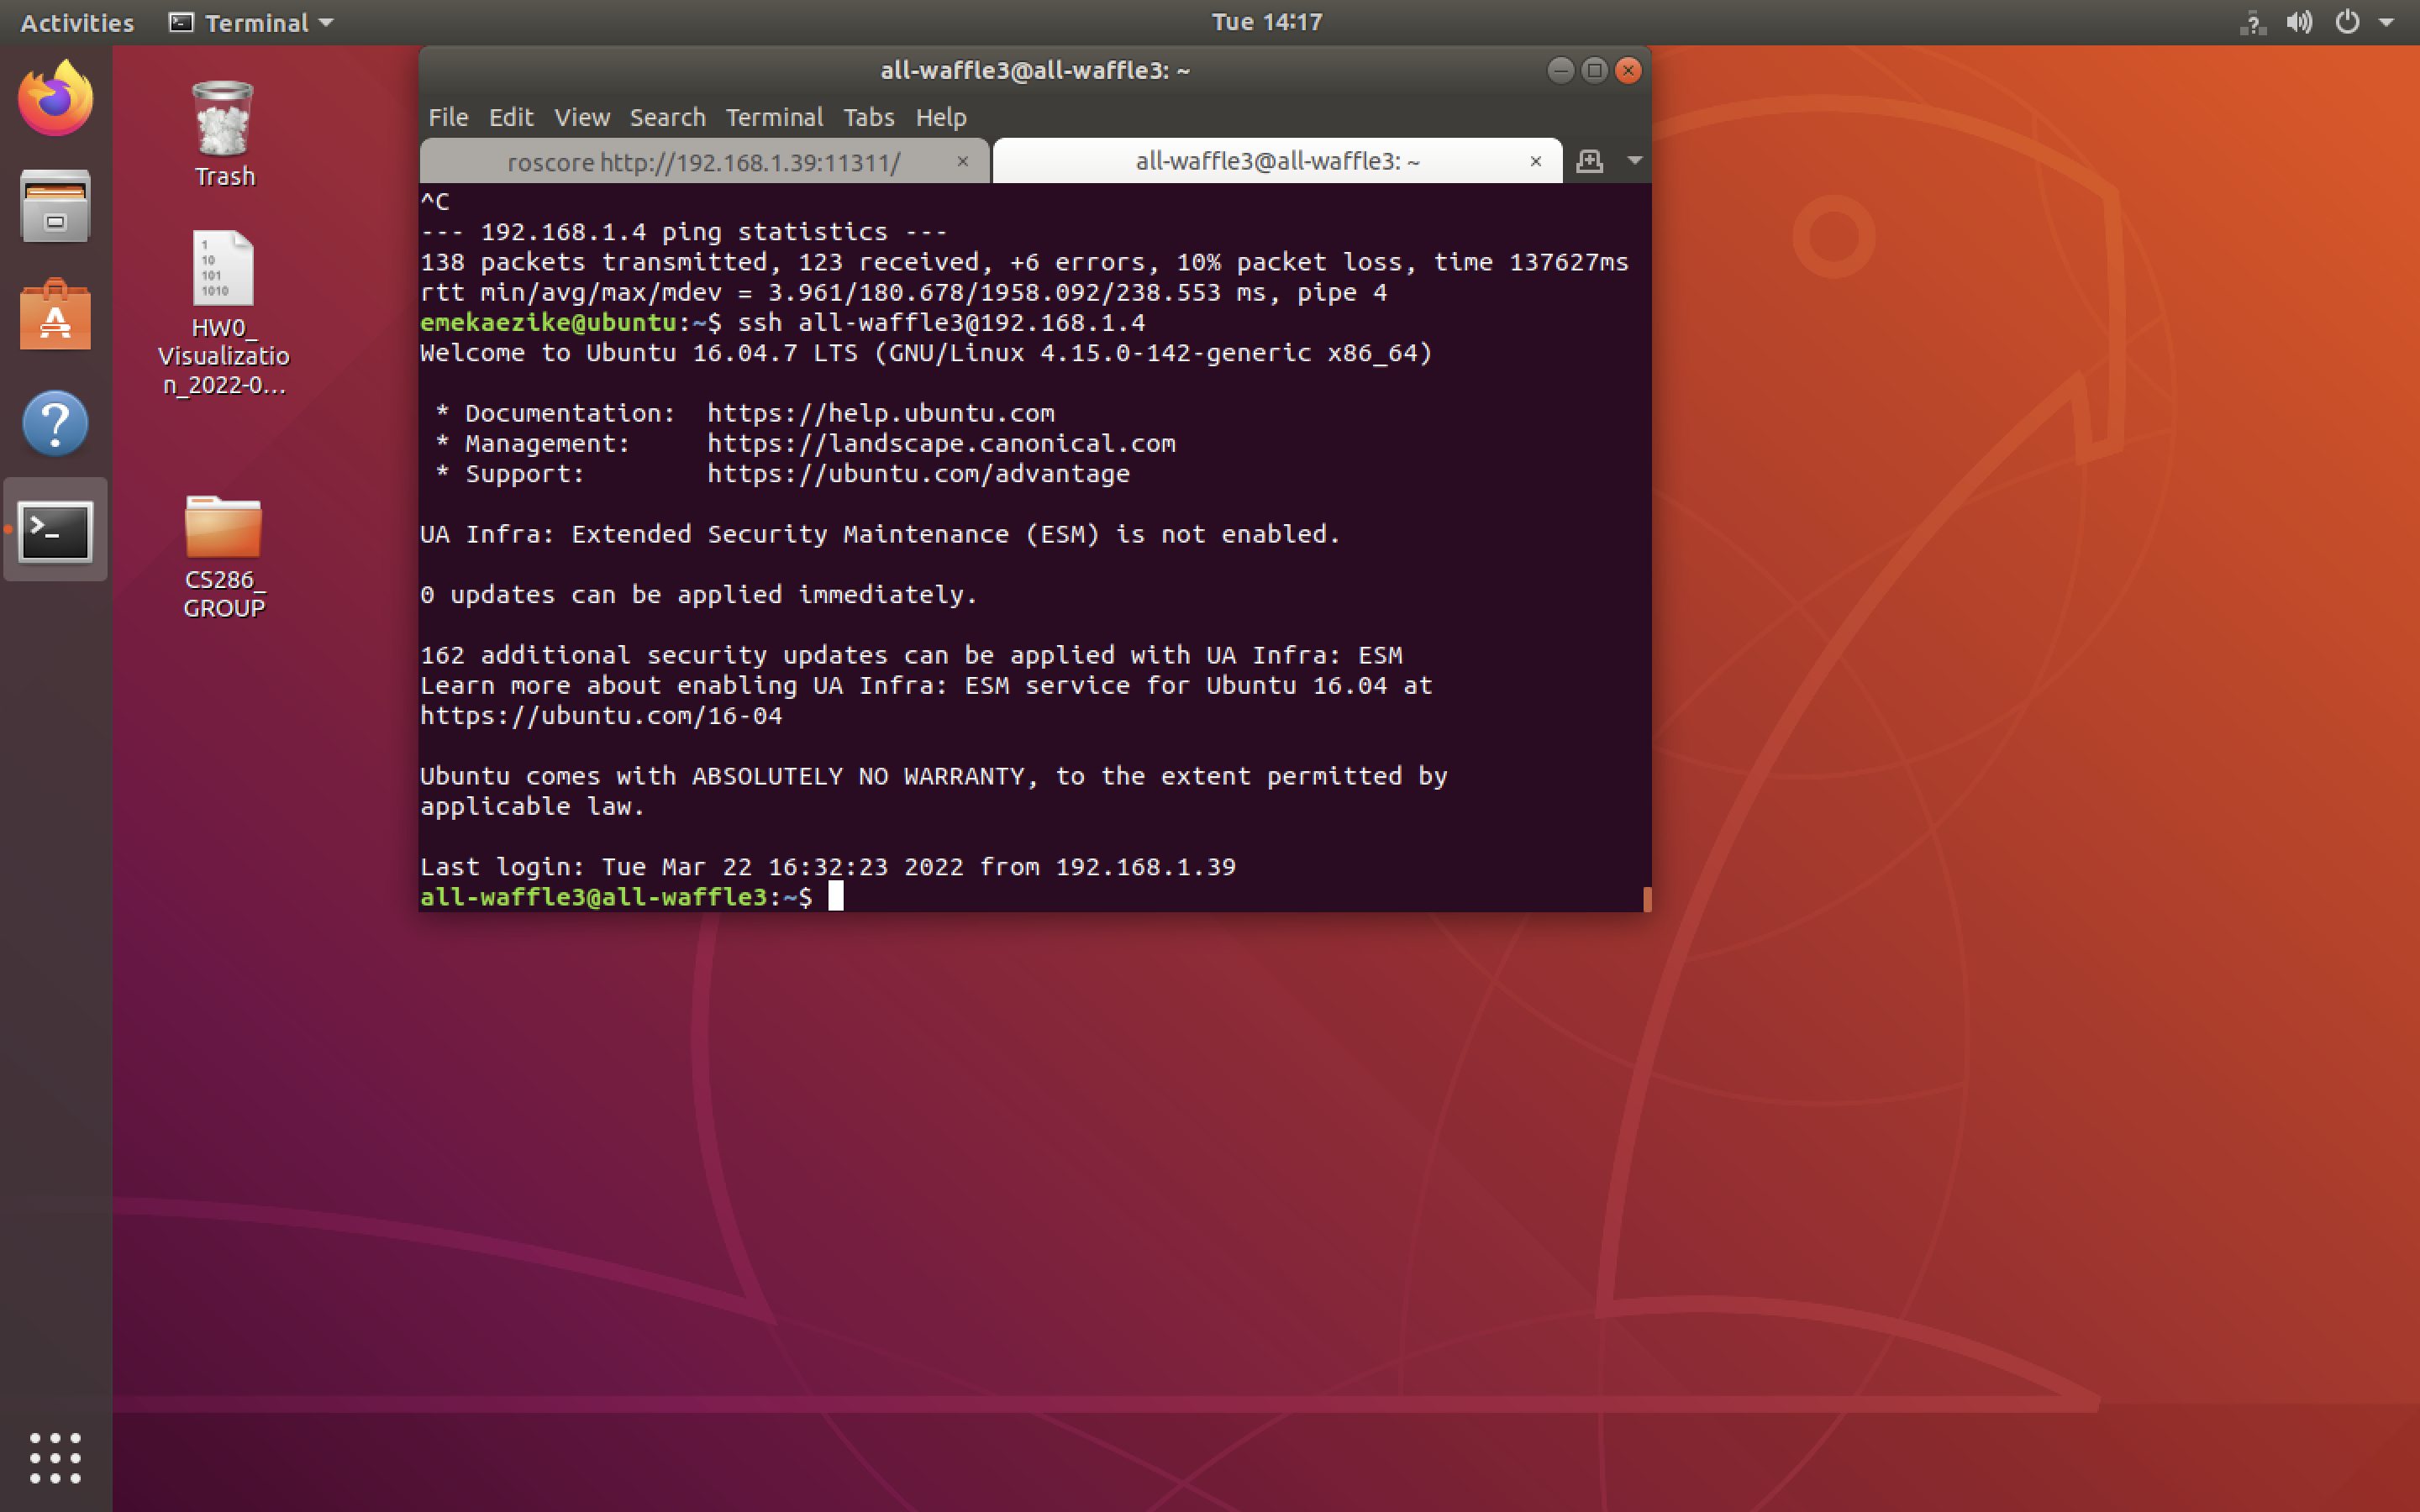 Activities
Terminal
Tue 14:17
all-waffle3@all-waffle3: ~
File Edit View Search Terminal Tabs Help
roscore http://192.168.1.39:11311/
all-waffle3@all-waffle3: ~
Trash
1
10
101
1010
HW0_
Visualizatio
n_2022-0...
CS286_
GROUP
^C
--- 192.168.1.4 ping statistics ---
138 packets transmitted, 123 received, +6 errors, 10% packet loss, time 137627ms
rtt min/avg/max/mdev = 3.961/180.678/1958.092/238.553 ms, pipe 4
emekaezike@ubuntu:~$ ssh all-waffle3@192.168.1.4
Welcome to Ubuntu 16.04.7 LTS (GNU/Linux 4.15.0-142-generic x86_64)
* Documentation:  https://help.ubuntu.com
* Management:     https://landscape.canonical.com
* Support:        https://ubuntu.com/advantage
UA Infra: Extended Security Maintenance (ESM) is not enabled.
0 updates can be applied immediately.
162 additional security updates can be applied with UA Infra: ESM
Learn more about enabling UA Infra: ESM service for Ubuntu 16.04 at
https://ubuntu.com/16-04
Ubuntu comes with ABSOLUTELY NO WARRANTY, to the extent permitted by
applicable law.
Last login: Tue Mar 22 16:32:23 2022 from 192.168.1.39
all-waffle3@all-waffle3:~$